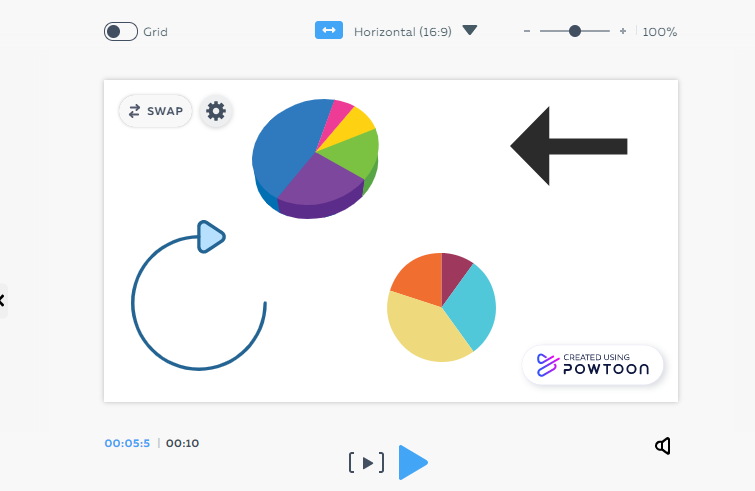 Grid
Horizontal (16:9)
100%
SWAP
CREATED USING
POWTOON
00:05:5 | 00:10